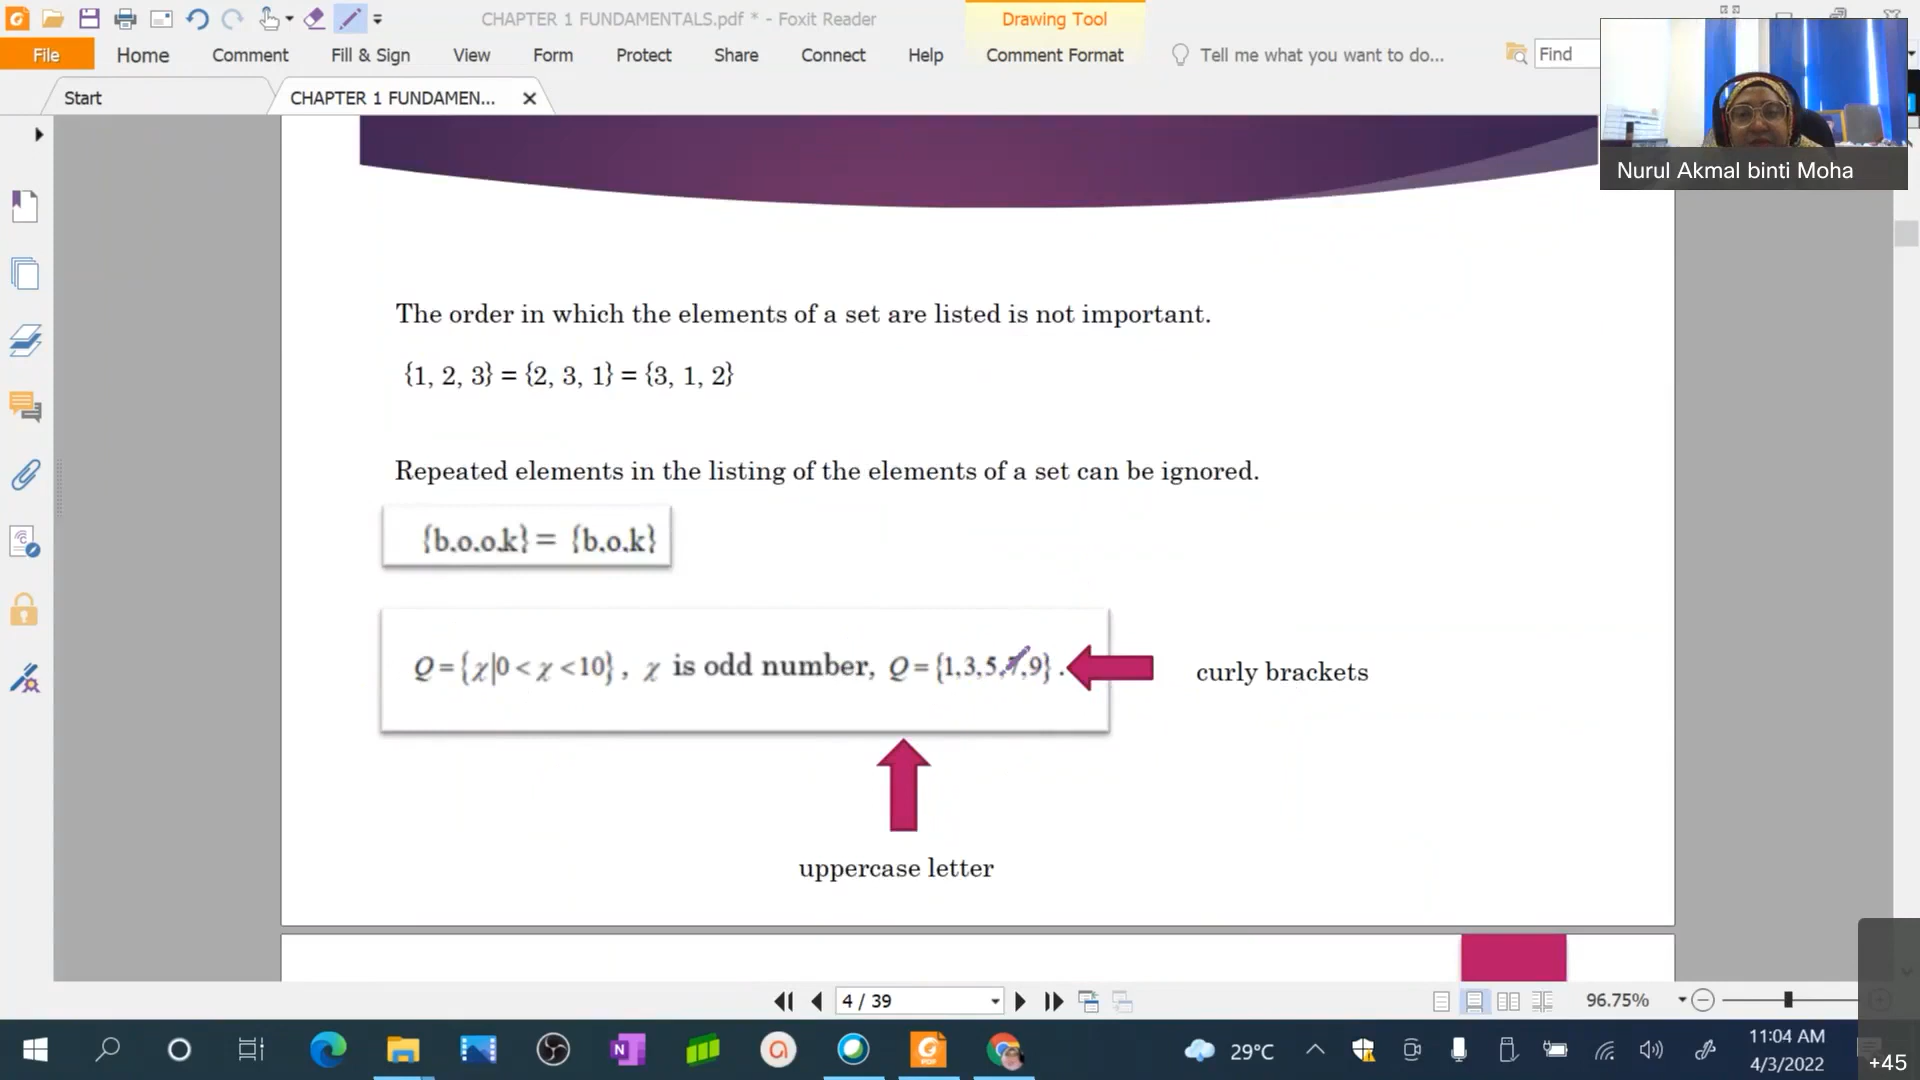 CHAPTER 1 FUNDAMENTALS.pdf * - Foxit Reader
Drawing Tool
File Home Comment Fill & Sign View Form Protect Share Connect Help Comment Format Tell me what you want to do... Find
Start CHAPTER 1 FUNDAMEN...
Nurul Akmal binti Moha
The order in which the elements of a set are listed is not important.
{1, 2, 3} = {2, 3, 1} = {3, 1, 2}
Repeated elements in the listing of the elements of a set can be ignored.
{b.o.o.k} = {b.o.k}
Q = {χ|0 < χ < 10}, χ is odd number, Q = {1,3,5,7,9}.
curly brackets
uppercase letter
4 / 39
96.75%
29°C
11:04 AM
4/3/2022
+45